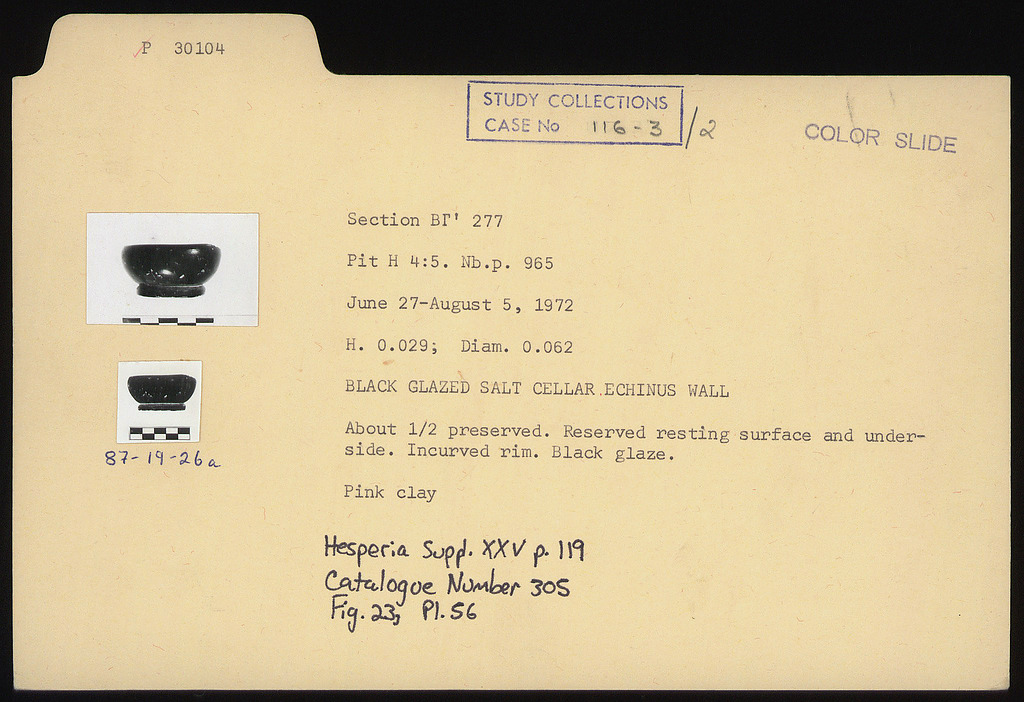 P 30104
STUDY COLLECTIONS
CASE No 116-3/2
COLOR SLIDE
Section ΒΓ' 277
Pit H 4:5. Nb.p. 965
June 27-August 5, 1972
H. 0.029; Diam. 0.062
BLACK GLAZED SALT CELLAR.ECHINUS WALL
About 1/2 preserved. Reserved resting surface and under-
side. Incurved rim. Black glaze.
Pink clay
87-19-26a
Hesperia Suppl. XXV p. 119
Catalogue Number 305
Fig. 23, Pl. 56